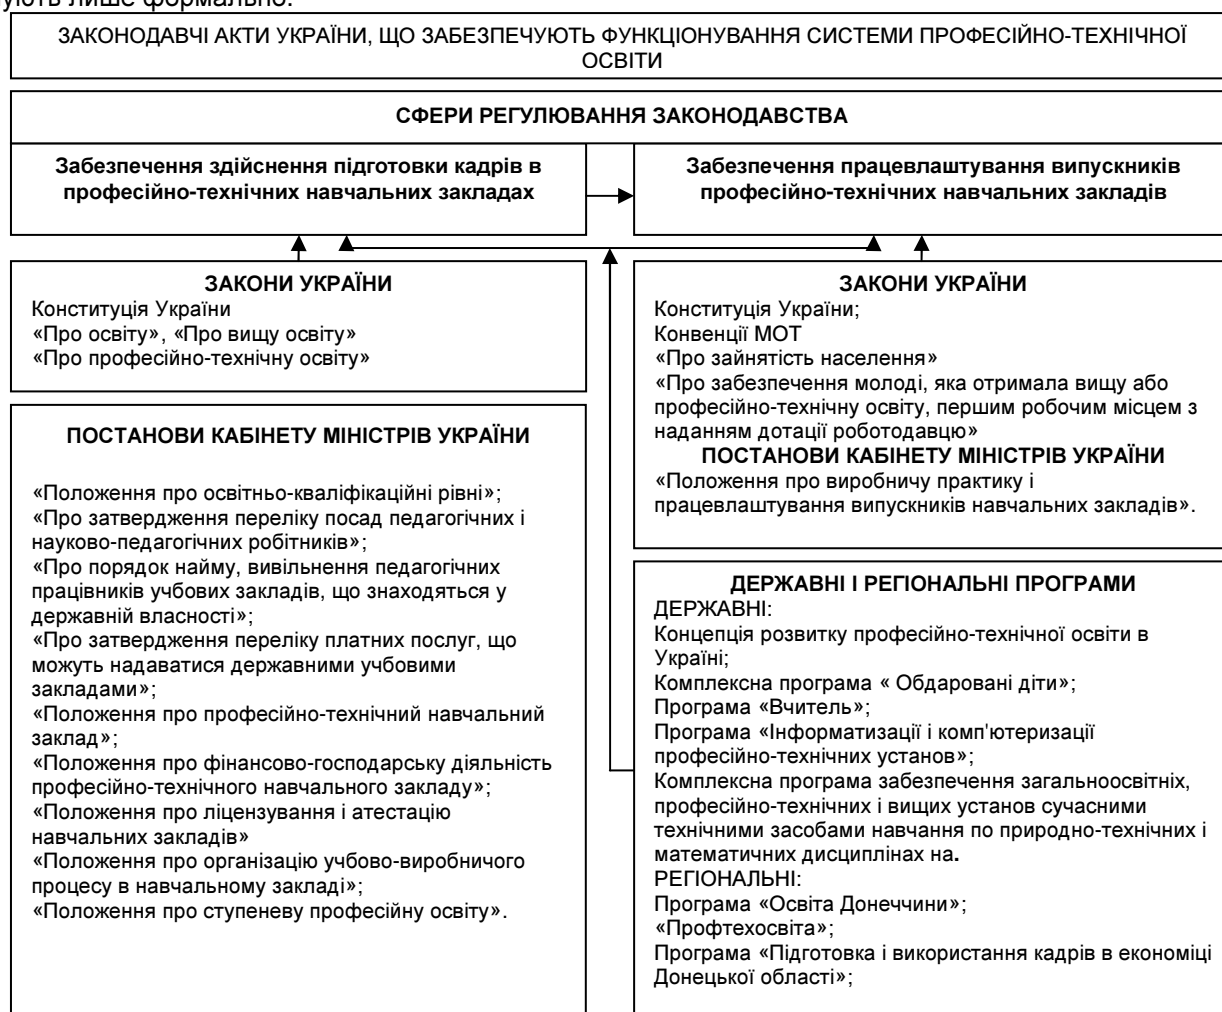 ують лише формально.
ЗАКОНОДАВЧІ АКТИ УКРАЇНИ, ЩО ЗАБЕЗПЕЧУЮТЬ ФУНКЦІОНУВАННЯ СИСТЕМИ ПРОФЕСІЙНО-ТЕХНІЧНОЇ
ОСВІТИ
СФЕРИ РЕГУЛЮВАННЯ ЗАКОНОДАВСТВА
Забезпечення здійснення підготовки кадрів в
професійно-технічних навчальних закладах
Забезпечення працевлаштування випускників
професійно-технічних навчальних закладів
ЗАКОНИ УКРАЇНИ
Конституція України
«Про освіту», «Про вищу освіту»
«Про професійно-технічну освіту»
ПОСТАНОВИ КАБІНЕТУ МІНІСТРІВ УКРАЇНИ
«Положення про освітньо-кваліфікаційні рівні»;
«Про затвердження переліку посад педагогічних і
науково-педагогічних робітників»;
«Про порядок найму, вивільнення педагогічних
працівників учбових закладів, що знаходяться у
державній власності»;
«Про затвердження переліку платних послуг, що
можуть надаватися державними учбовими
закладами»;
«Положення про професійно-технічний навчальний
заклад»;
«Положення про фінансово-господарську діяльність
професійно-технічного навчального закладу»;
«Положення про ліцензування і атестацію
навчальних закладів»
«Положення про організацію учбово-виробничого
процесу в навчальному закладі»;
«Положення про ступеневу професійну освіту».
ЗАКОНИ УКРАЇНИ
Конституція України;
Конвенції МОТ
«Про зайнятість населення»
«Про забезпечення молоді, яка отримала вищу або
професійно-технічну освіту, першим робочим місцем з
наданням дотації роботодавцю»
ПОСТАНОВИ КАБІНЕТУ МІНІСТРІВ УКРАЇНИ
«Положення про виробничу практику і
працевлаштування випускників навчальних закладів».
ДЕРЖАВНІ І РЕГІОНАЛЬНІ ПРОГРАМИ
ДЕРЖАВНІ:
Концепція розвитку професійно-технічної освіти в
Україні;
Комплексна програма « Обдаровані діти»;
Програма «Вчитель»;
Програма «Інформатизації і комп'ютеризації
професійно-технічних установ»;
Комплексна програма забезпечення загальноосвітніх,
професійно-технічних і вищих установ сучасними
технічними засобами навчання по природно-технічних і
математичних дисциплінах на.
РЕГІОНАЛЬНІ:
Програма «Освіта Донеччини»;
«Профтехосвіта»;
Програма «Підготовка і використання кадрів в економіці
Донецької області»;